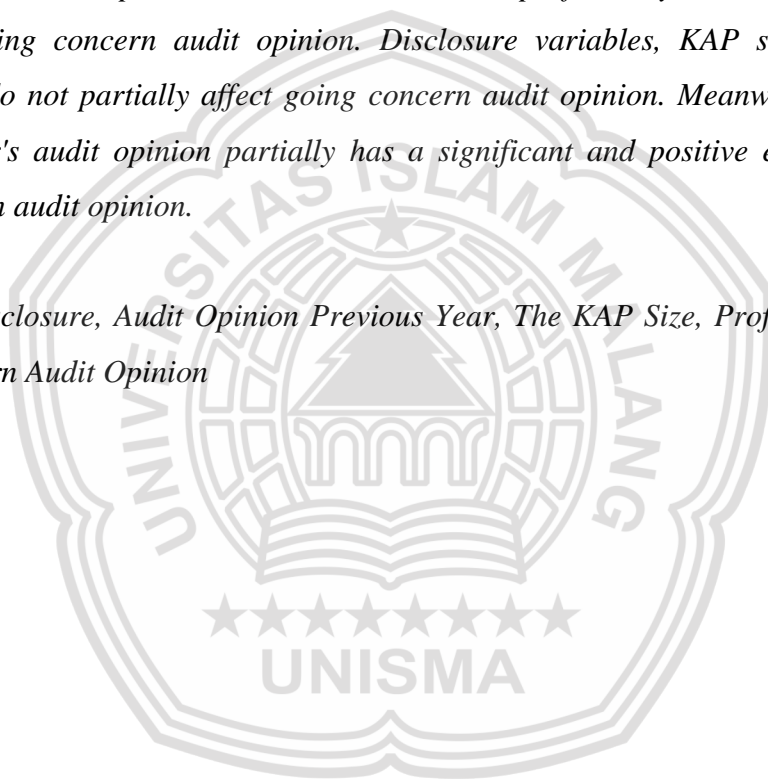 ing concern audit opinion. Disclosure variables, KAP s
o not partially affect going concern audit opinion. Meanw
's audit opinion partially has a significant and positive e
n audit opinion.
closure, Audit Opinion Previous Year, The KAP Size, Prof
rn Audit Opinion
UNIVERSITAS ISLAM MALANG
UNISMA